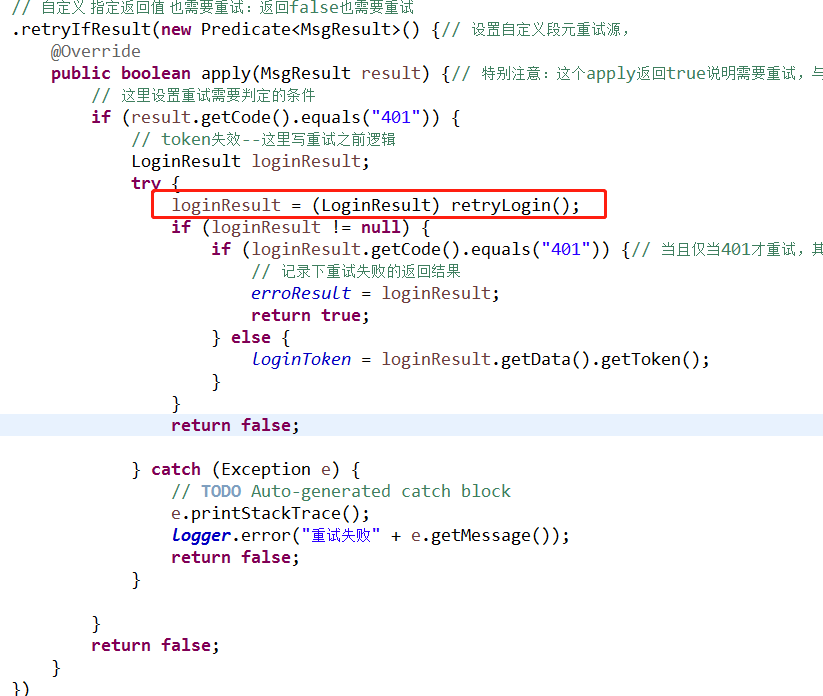 // 自定义 指定返回值 也需要重试：返回false也需要重试
.retryIfResult(new Predicate<MsgResult>() {// 设置自定义段元重试源，
@Override
public boolean apply(MsgResult result) {// 特别注意：这个apply返回true说明需要重试，与
// 这里设置重试需要判定的条件
if (result.getCode().equals("401")) {
// token失效--这里写重试之前逻辑
LoginResult loginResult;
try {
loginResult = (LoginResult) retryLogin();
if (loginResult != null) {
if (loginResult.getCode().equals("401")) {// 当且仅当401才重试，其
// 记录下重试失败的返回结果
erroResult = loginResult;
return true;
} else {
loginToken = loginResult.getData().getToken();
}
}
return false;
} catch (Exception e) {
// TODO Auto-generated catch block
e.printStackTrace();
logger.error("重试失败" + e.getMessage());
return false;
}
}
return false;
}
})